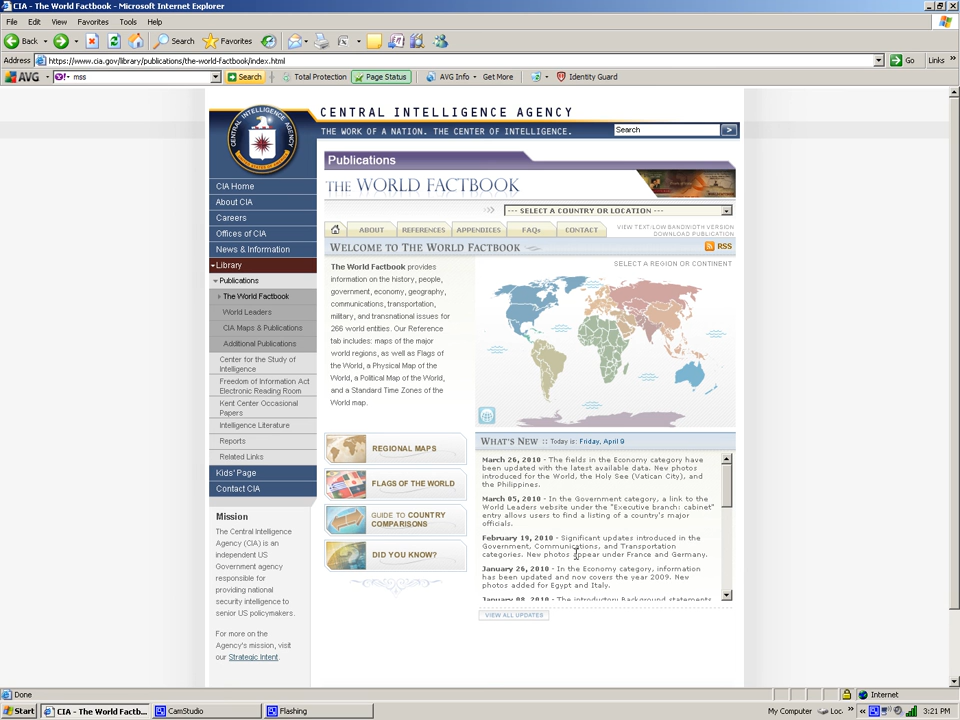 CIA - The World Factbook - Microsoft Internet Explorer
File Edit View Favorites Tools Help
Back Search Favorites
Address https://www.cia.gov/library/publications/the-world-factbook/index.html Go Links
AVG Y! mss Search Total Protection Page Status AVG Info Get More Identity Guard
CENTRAL INTELLIGENCE AGENCY
THE WORK OF A NATION. THE CENTER OF INTELLIGENCE.
Search
CENTRAL INTELLIGENCE AGENCY
UNITED STATES OF AMERICA
CIA Home
About CIA
Careers
Offices of CIA
News & Information
Library
Publications
The World Factbook
World Leaders
CIA Maps & Publications
Additional Publications
Center for the Study of
Intelligence
Freedom of Information Act
Electronic Reading Room
Kent Center Occasional
Papers
Intelligence Literature
Reports
Related Links
Kids' Page
Contact CIA
Mission
The Central Intelligence
Agency (CIA) is an
independent US
Government agency
responsible for
providing national
security intelligence to
senior US policymakers.
For more on the
Agency's mission, visit
our Strategic Intent.
Publications
THE WORLD FACTBOOK
--- SELECT A COUNTRY OR LOCATION ---
ABOUT REFERENCES APPENDICES FAQs CONTACT
VIEW TEXT/LOW BANDWIDTH VERSION
DOWNLOAD PUBLICATION
WELCOME TO THE WORLD FACTBOOK
RSS
The World Factbook provides
information on the history, people,
government, economy, geography,
communications, transportation,
military, and transnational issues for
266 world entities. Our Reference
tab includes: maps of the major
world regions, as well as Flags of
the World, a Physical Map of the
World, a Political Map of the World,
and a Standard Time Zones of the
World map.
SELECT A REGION OR CONTINENT
REGIONAL MAPS
FLAGS OF THE WORLD
GUIDE TO COUNTRY
COMPARISONS
DID YOU KNOW?
WHAT'S NEW :: Today is: Friday, April 9
March 26, 2010 - The fields in the Economy category have
been updated with the latest available data. New photos
introduced for the World, the Holy See (Vatican City), and
the Philippines.
March 05, 2010 - In the Government category, a link to the
World Leaders website under the "Executive branch: cabinet"
entry allows users to find a listing of a country's major
officials.
February 19, 2010 - Significant updates introduced in the
Government, Communications, and Transportation
categories. New photos appear under France and Germany.
January 26, 2010 - In the Economy category, information
has been updated and now covers the year 2009. New
photos added for Egypt and Italy.
January 08, 2010 - The introductory Background statements
VIEW ALL UPDATES
Done Internet
Start CIA - The World Factb... CamStudio Flashing My Computer Loc 3:21 PM